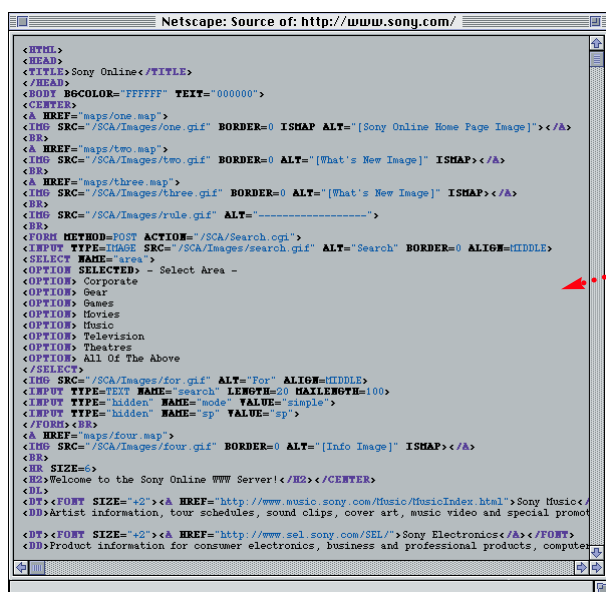 Netscape: Source of: http://www.sony.com/
<HTML>
<HEAD>
<TITLE>Sony Online</TITLE>
</HEAD>
<BODY BGCOLOR="FFFFFF" TEXT="000000">
<CENTER>
<A HREF="maps/one.map">
<IMG SRC="/SCA/Images/one.gif" BORDER=0 ISMAP ALT="[Sony Online Home Page Image]"></A>
<BR>
<A HREF="maps/two.map">
<IMG SRC="/SCA/Images/two.gif" BORDER=0 ALT="[What's New Image]" ISMAP></A>
<BR>
<A HREF="maps/three.map">
<IMG SRC="/SCA/Images/three.gif" BORDER=0 ALT="[What's New Image]" ISMAP></A>
<BR>
<IMG SRC="/SCA/Images/rule.gif" ALT="------------------">
<BR>
<FORM METHOD=POST ACTION="/SCA/Search.cgi">
<INPUT TYPE=IMAGE SRC="/SCA/Images/search.gif" ALT="Search" BORDER=0 ALIGN=MIDDLE>
<SELECT NAME="area">
<OPTION SELECTED> - Select Area -
<OPTION> Corporate
<OPTION> Gear
<OPTION> Games
<OPTION> Movies
<OPTION> Music
<OPTION> Television
<OPTION> Theatres
<OPTION> All Of The Above
</SELECT>
<IMG SRC="/SCA/Images/for.gif" ALT="For" ALIGN=MIDDLE>
<INPUT TYPE=TEXT NAME="search" LENGTH=20 MAILENGTH=100>
<INPUT TYPE="hidden" NAME="mode" VALUE="simple">
<INPUT TYPE="hidden" NAME="sp" VALUE="sp">
</FORM><BR>
<A HREF="maps/four.map">
<IMG SRC="/SCA/Images/four.gif" BORDER=0 ALT="[Info Image]" ISMAP></A>
<BR>
<HR SIZE=6>
<H2>Welcome to the Sony Online WWW Server!</H2></CENTER>
<DL>
<DT><FONT SIZE="+2"><A HREF="http://www.music.sony.com/Music/MusicIndex.html">Sony Music</
<DD>Artist information, tour schedules, sound clips, cover art, music video and special promot
<DT><FONT SIZE="+2"><A HREF="http://www.sel.sony.com/SEL/">Sony Electronics</A></FONT>
<DD>Product information for consumer electronics, business and professional products, computer